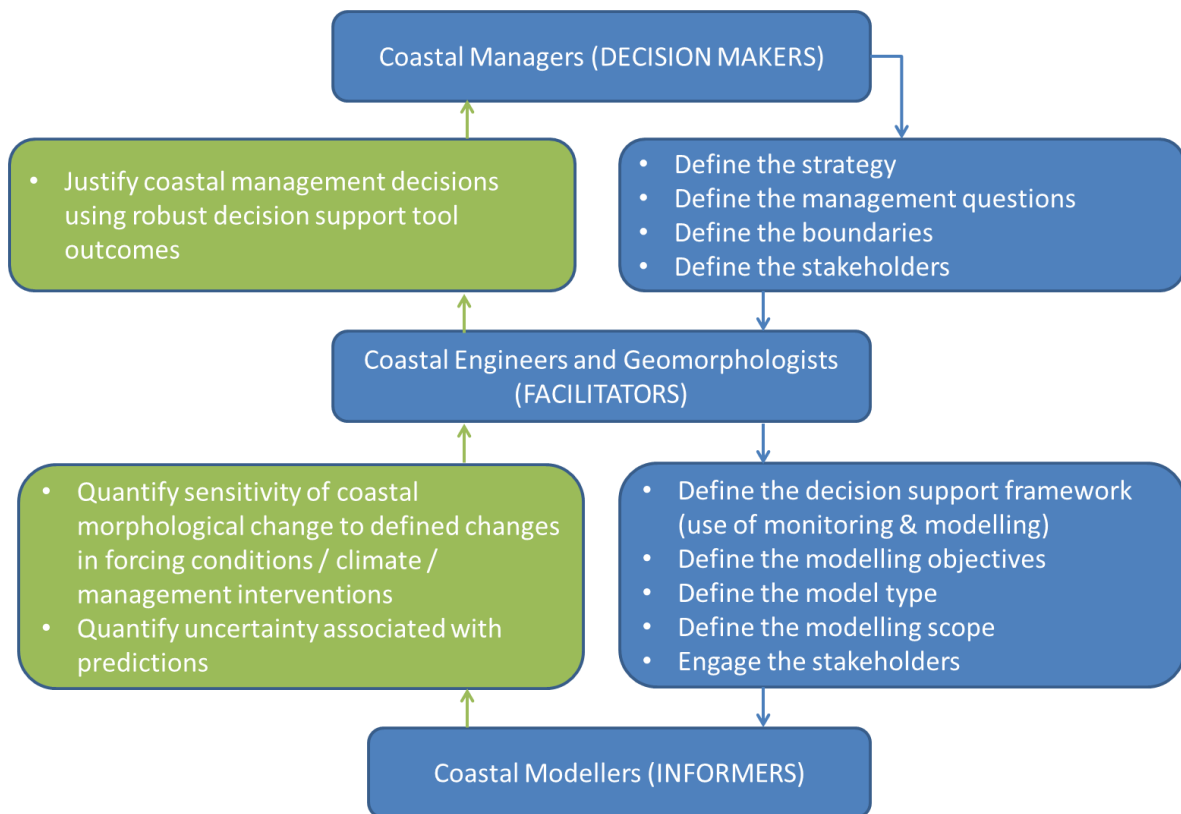 Coastal Managers (DECISION MAKERS)
• Justify coastal management decisions
using robust decision support tool
outcomes
• Define the strategy
• Define the management questions
• Define the boundaries
• Define the stakeholders
Coastal Engineers and Geomorphologists
(FACILITATORS)
• Quantify sensitivity of coastal
morphological change to defined changes
in forcing conditions / climate /
management interventions
• Quantify uncertainty associated with
predictions
• Define the decision support framework
(use of monitoring & modelling)
• Define the modelling objectives
• Define the model type
• Define the modelling scope
• Engage the stakeholders
Coastal Modellers (INFORMERS)